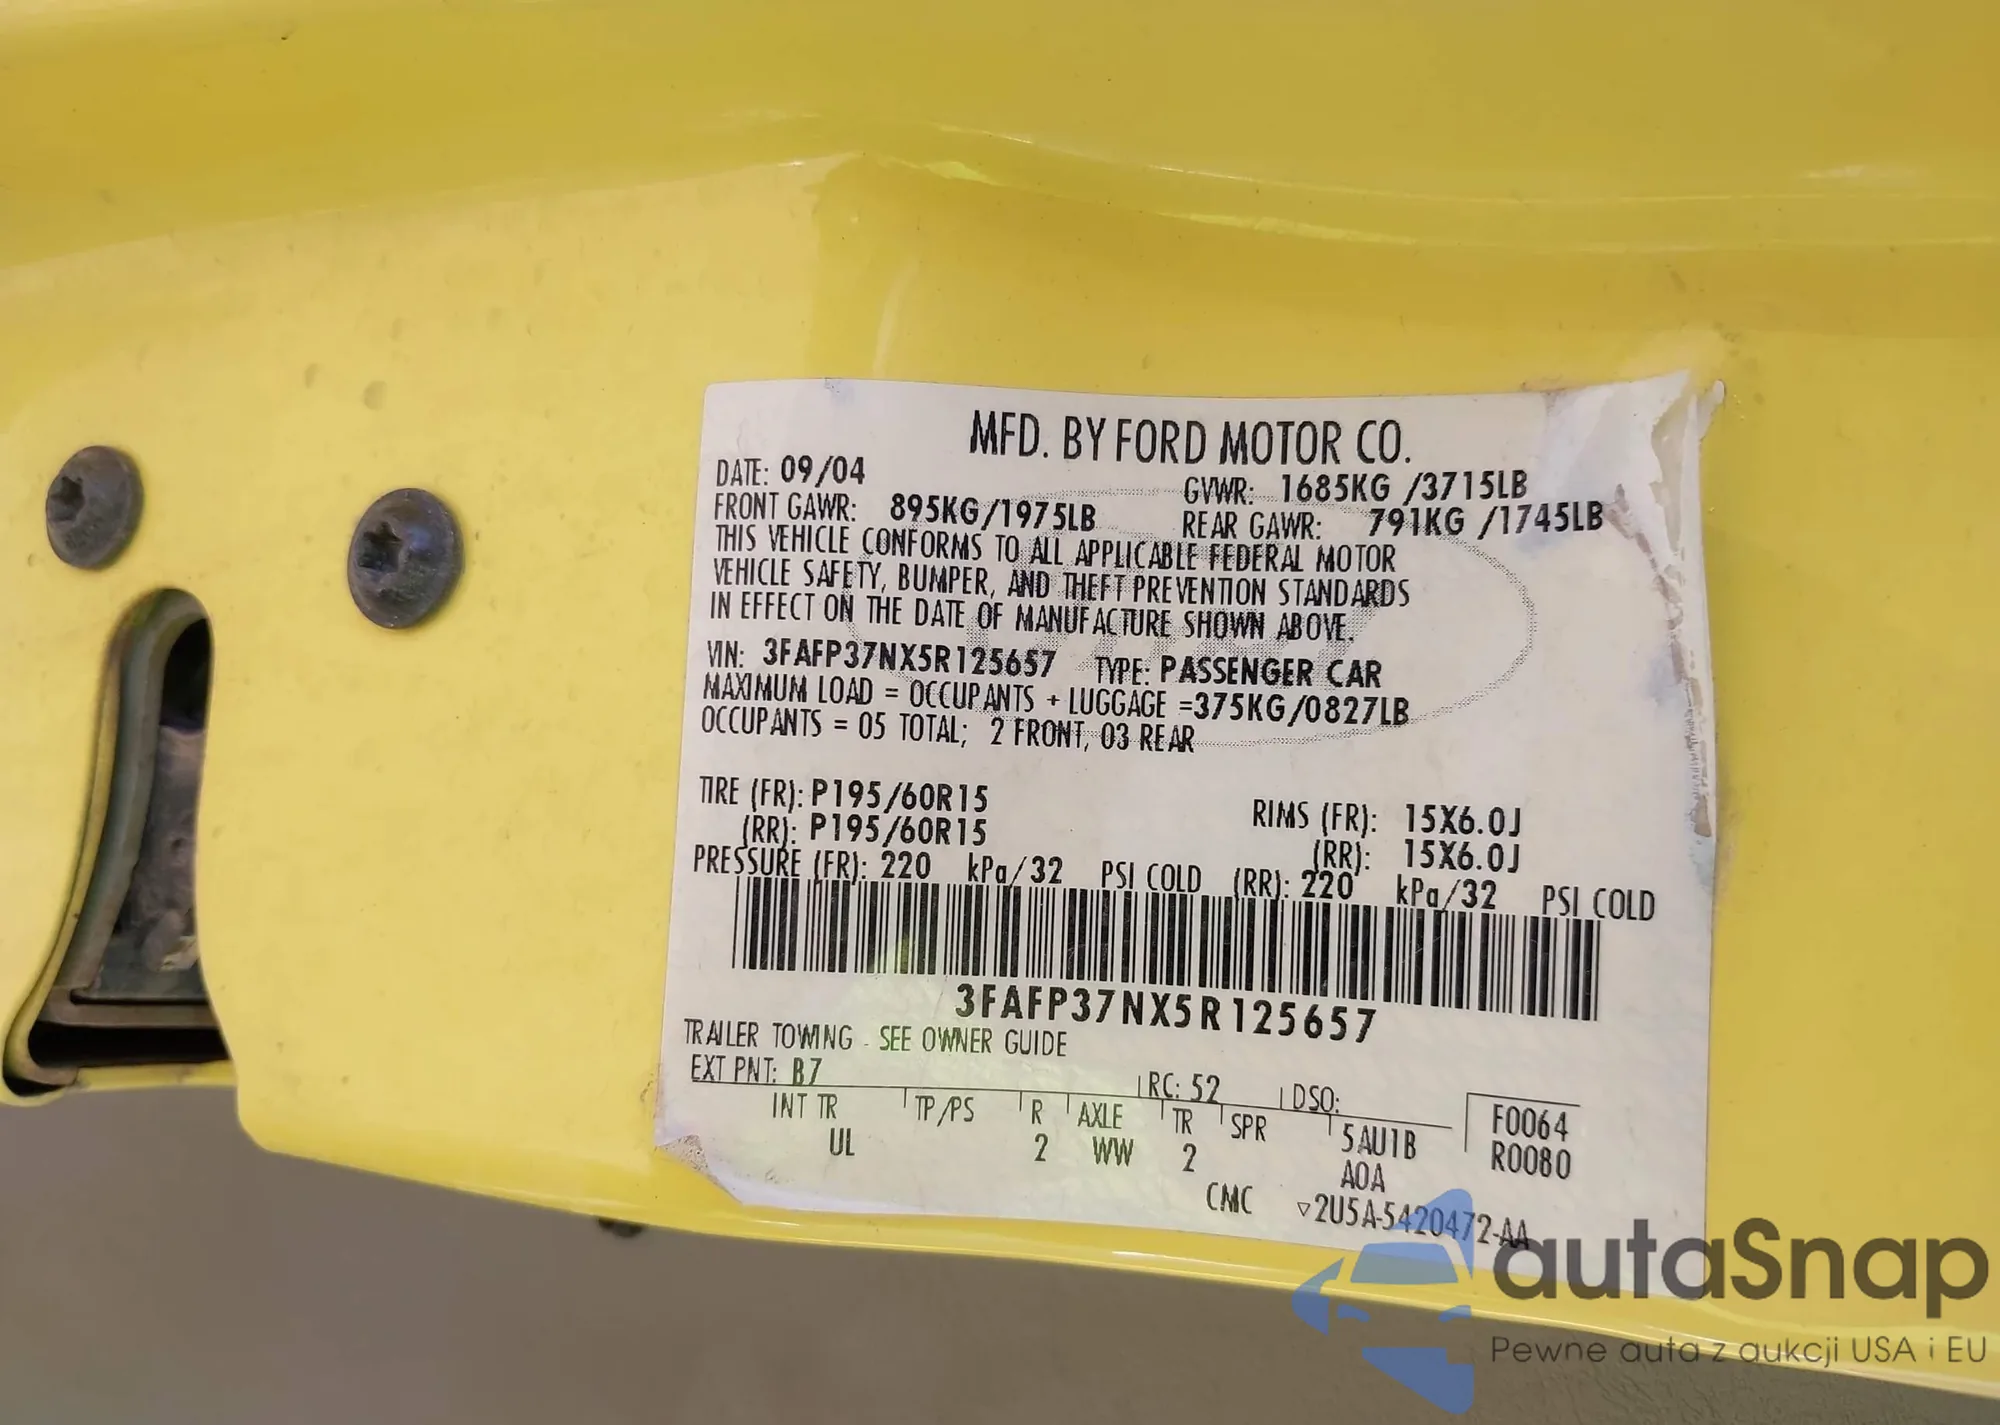 MFD. BY FORD MOTOR CO.
DATE: 09/04 GVWR: 1685KG /3715LB
FRONT GAWR: 895KG/1975LB REAR GAWR: 791KG /1745LB
THIS VEHICLE CONFORMS TO ALL APPLICABLE FEDERAL MOTOR
VEHICLE SAFETY, BUMPER, AND THEFT PREVENTION STANDARDS
IN EFFECT ON THE DATE OF MANUFACTURE SHOWN ABOVE.
VIN: 3FAFP37NX5R125657 TYPE: PASSENGER CAR
MAXIMUM LOAD = OCCUPANTS + LUGGAGE =375KG/0827LB
OCCUPANTS = 05 TOTAL; 2 FRONT, 03 REAR
TIRE (FR): P195/60R15 RIMS (FR): 15X6.0J
(RR): P195/60R15 (RR): 15X6.0J
PRESSURE (FR): 220 kPa/32 PSI COLD (RR): 220 kPa/32 PSI COLD
3FAFP37NX5R125657
TRAILER TOWING - SEE OWNER GUIDE
EXT PNT: B7 RC: 52 DSO:
INT TR TP/PS R AXLE TR SPR 5AU1B F0064
UL 2 WW 2 A0A R0080
CMC ▽2U5A-5420472-AA
autaSnap
Pewne auta z aukcji USA i EU